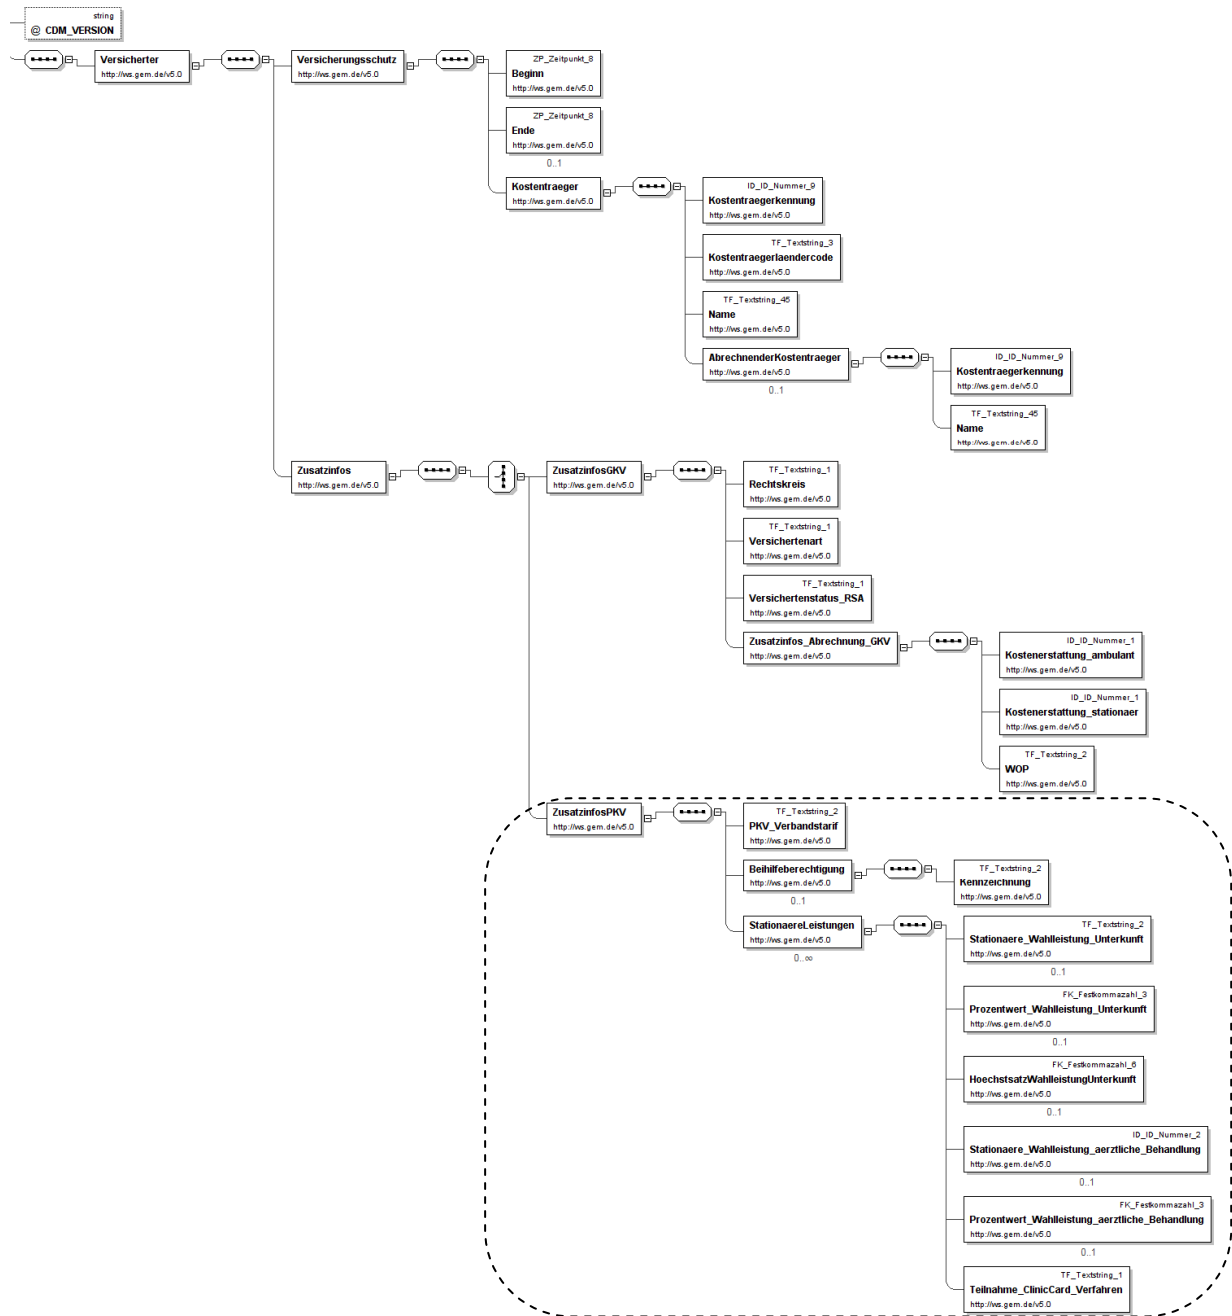 string
@ CDM_VERSION
Versicherter
http://ws.gem.de/v5.0
Versicherungsschutz
http://ws.gem.de/v5.0
ZP_Zeitpunkt_8
Beginn
http://ws.gem.de/v5.0
ZP_Zeitpunkt_8
Ende
http://ws.gem.de/v5.0
0..1
Kostentraeger
http://ws.gem.de/v5.0
ID_ID_Nummer_9
Kostentraegerkennung
http://ws.gem.de/v5.0
TF_Textstring_3
Kostentraegerlaendercode
http://ws.gem.de/v5.0
TF_Textstring_45
Name
http://ws.gem.de/v5.0
AbrechnenderKostentraeger
http://ws.gem.de/v5.0
0..1
ID_ID_Nummer_9
Kostentraegerkennung
http://ws.gem.de/v5.0
TF_Textstring_45
Name
http://ws.gem.de/v5.0
Zusatzinfos
http://ws.gem.de/v5.0
ZusatzinfosGKV
http://ws.gem.de/v5.0
TF_Textstring_1
Rechtskreis
http://ws.gem.de/v5.0
TF_Textstring_1
Versichertenart
http://ws.gem.de/v5.0
TF_Textstring_1
Versichertenstatus_RSA
http://ws.gem.de/v5.0
Zusatzinfos_Abrechnung_GKV
http://ws.gem.de/v5.0
ID_ID_Nummer_1
Kostenerstattung_ambulant
http://ws.gem.de/v5.0
ID_ID_Nummer_1
Kostenerstattung_stationaer
http://ws.gem.de/v5.0
TF_Textstring_2
WOP
http://ws.gem.de/v5.0
ZusatzinfosPKV
http://ws.gem.de/v5.0
TF_Textstring_2
PKV_Verbandstarif
http://ws.gem.de/v5.0
Beihilfeberechtigung
http://ws.gem.de/v5.0
0..1
TF_Textstring_2
Kennzeichnung
http://ws.gem.de/v5.0
StationaereLeistungen
http://ws.gem.de/v5.0
0..∞
TF_Textstring_2
Stationaere_Wahlleistung_Unterkunft
http://ws.gem.de/v5.0
0..1
FK_Festkommazahl_3
Prozentwert_Wahlleistung_Unterkunft
http://ws.gem.de/v5.0
0..1
FK_Festkommazahl_6
HoechstsatzWahlleistungUnterkunft
http://ws.gem.de/v5.0
0..1
ID_ID_Nummer_2
Stationaere_Wahlleistung_aerztliche_Behandlung
http://ws.gem.de/v5.0
0..1
FK_Festkommazahl_3
Prozentwert_Wahlleistung_aerztliche_Behandlung
http://ws.gem.de/v5.0
0..1
TF_Textstring_1
Teilnahme_ClinicCard_Verfahren
http://ws.gem.de/v5.0